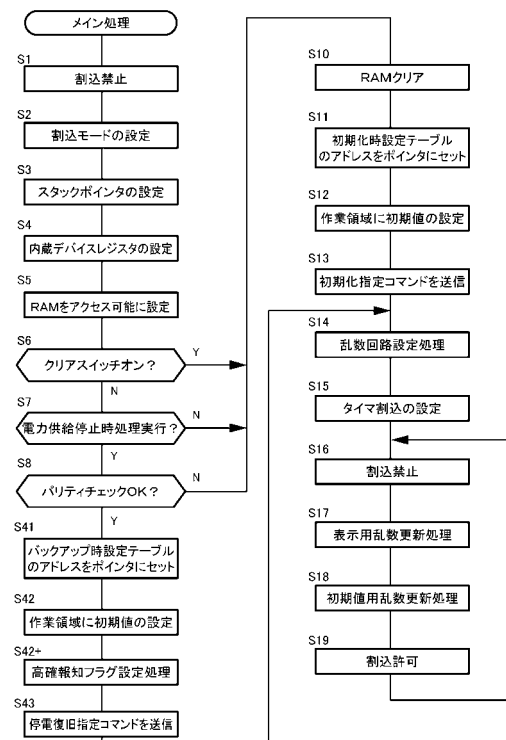 メイン処理
S1
割込禁止
S2
割込モードの設定
S3
スタックポインタの設定
S4
内蔵デバイスレジスタの設定
S5
RAMをアクセス可能に設定
S6
クリアスイッチオン?
Y
N
S7
電力供給停止時処理実行?
N
Y
S8
パリティチェックOK?
N
Y
S41
バックアップ時設定テーブル
のアドレスをポインタにセット
S42
作業領域に初期値の設定
S42+
高確報知フラグ設定処理
S43
停電復旧指定コマンドを送信
S10
RAMクリア
S11
初期化時設定テーブル
のアドレスをポインタにセット
S12
作業領域に初期値の設定
S13
初期化指定コマンドを送信
S14
乱数回路設定処理
S15
タイマ割込の設定
S16
割込禁止
S17
表示用乱数更新処理
S18
初期値用乱数更新処理
S19
割込許可